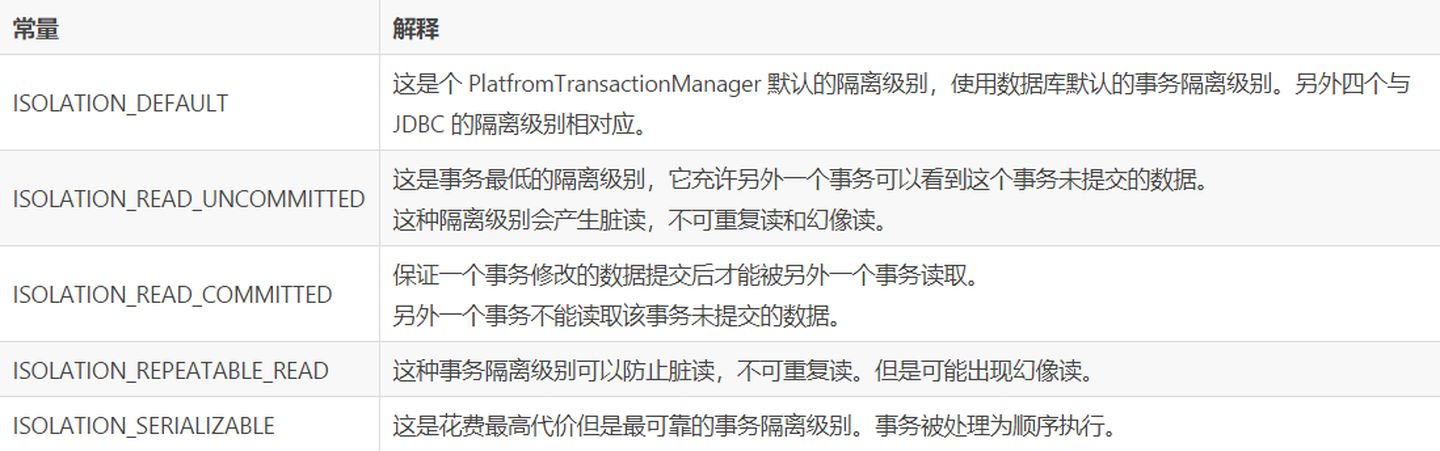 常量 解释
ISOLATION_DEFAULT 这是个 PlatfromTransactionManager 默认的隔离级别，使用数据库默认的事务隔离级别。另外四个与
JDBC 的隔离级别相对应。
ISOLATION_READ_UNCOMMITTED 这是事务最低的隔离级别，它充许另外一个事务可以看到这个事务未提交的数据。
这种隔离级别会产生脏读，不可重复读和幻像读。
ISOLATION_READ_COMMITTED 保证一个事务修改的数据提交后才能被另外一个事务读取。
另外一个事务不能读取该事务未提交的数据。
ISOLATION_REPEATABLE_READ 这种事务隔离级别可以防止脏读，不可重复读。但是可能出现幻像读。
ISOLATION_SERIALIZABLE 这是花费最高代价但是最可靠的事务隔离级别。事务被处理为顺序执行。